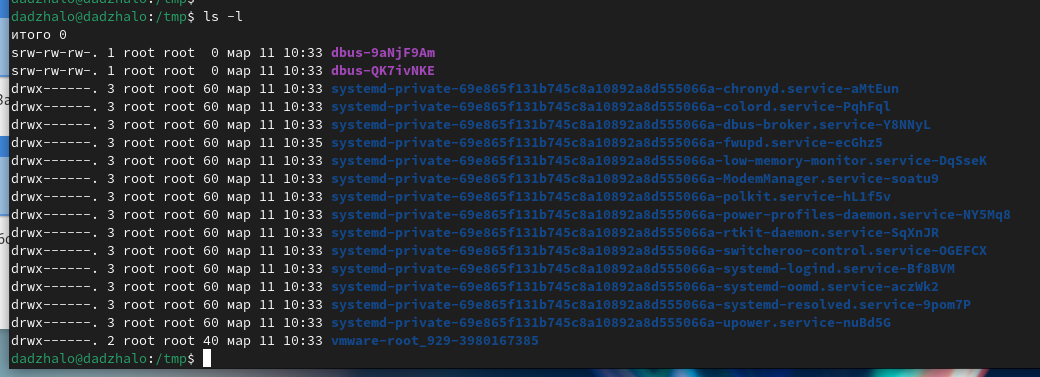 dadzhalo@dadzhalo:/tmp$ ls -l
итого 0
srw-rw-rw-. 1 root root  0 мар 11 10:33 dbus-9aNjF9Am
srw-rw-rw-. 1 root root  0 мар 11 10:33 dbus-QK7ivNKE
drwx------. 3 root root 60 мар 11 10:33 systemd-private-69e865f131b745c8a10892a8d555066a-chronyd.service-aMtEun
drwx------. 3 root root 60 мар 11 10:33 systemd-private-69e865f131b745c8a10892a8d555066a-colord.service-PqhFql
drwx------. 3 root root 60 мар 11 10:33 systemd-private-69e865f131b745c8a10892a8d555066a-dbus-broker.service-Y8NNyL
drwx------. 3 root root 60 мар 11 10:35 systemd-private-69e865f131b745c8a10892a8d555066a-fwupd.service-ecGhz5
drwx------. 3 root root 60 мар 11 10:33 systemd-private-69e865f131b745c8a10892a8d555066a-low-memory-monitor.service-DqSseK
drwx------. 3 root root 60 мар 11 10:33 systemd-private-69e865f131b745c8a10892a8d555066a-ModemManager.service-soatu9
drwx------. 3 root root 60 мар 11 10:33 systemd-private-69e865f131b745c8a10892a8d555066a-polkit.service-hL1f5v
drwx------. 3 root root 60 мар 11 10:33 systemd-private-69e865f131b745c8a10892a8d555066a-power-profiles-daemon.service-NY5Mq8
drwx------. 3 root root 60 мар 11 10:33 systemd-private-69e865f131b745c8a10892a8d555066a-rtkit-daemon.service-SqXnJR
drwx------. 3 root root 60 мар 11 10:33 systemd-private-69e865f131b745c8a10892a8d555066a-switcheroo-control.service-OGEFCX
drwx------. 3 root root 60 мар 11 10:33 systemd-private-69e865f131b745c8a10892a8d555066a-systemd-logind.service-Bf8BVM
drwx------. 3 root root 60 мар 11 10:33 systemd-private-69e865f131b745c8a10892a8d555066a-systemd-oomd.service-aczWk2
drwx------. 3 root root 60 мар 11 10:33 systemd-private-69e865f131b745c8a10892a8d555066a-systemd-resolved.service-9pom7P
drwx------. 3 root root 60 мар 11 10:33 systemd-private-69e865f131b745c8a10892a8d555066a-upower.service-nuBd5G
drwx------. 2 root root 40 мар 11 10:33 vmware-root_929-3980167385
dadzhalo@dadzhalo:/tmp$